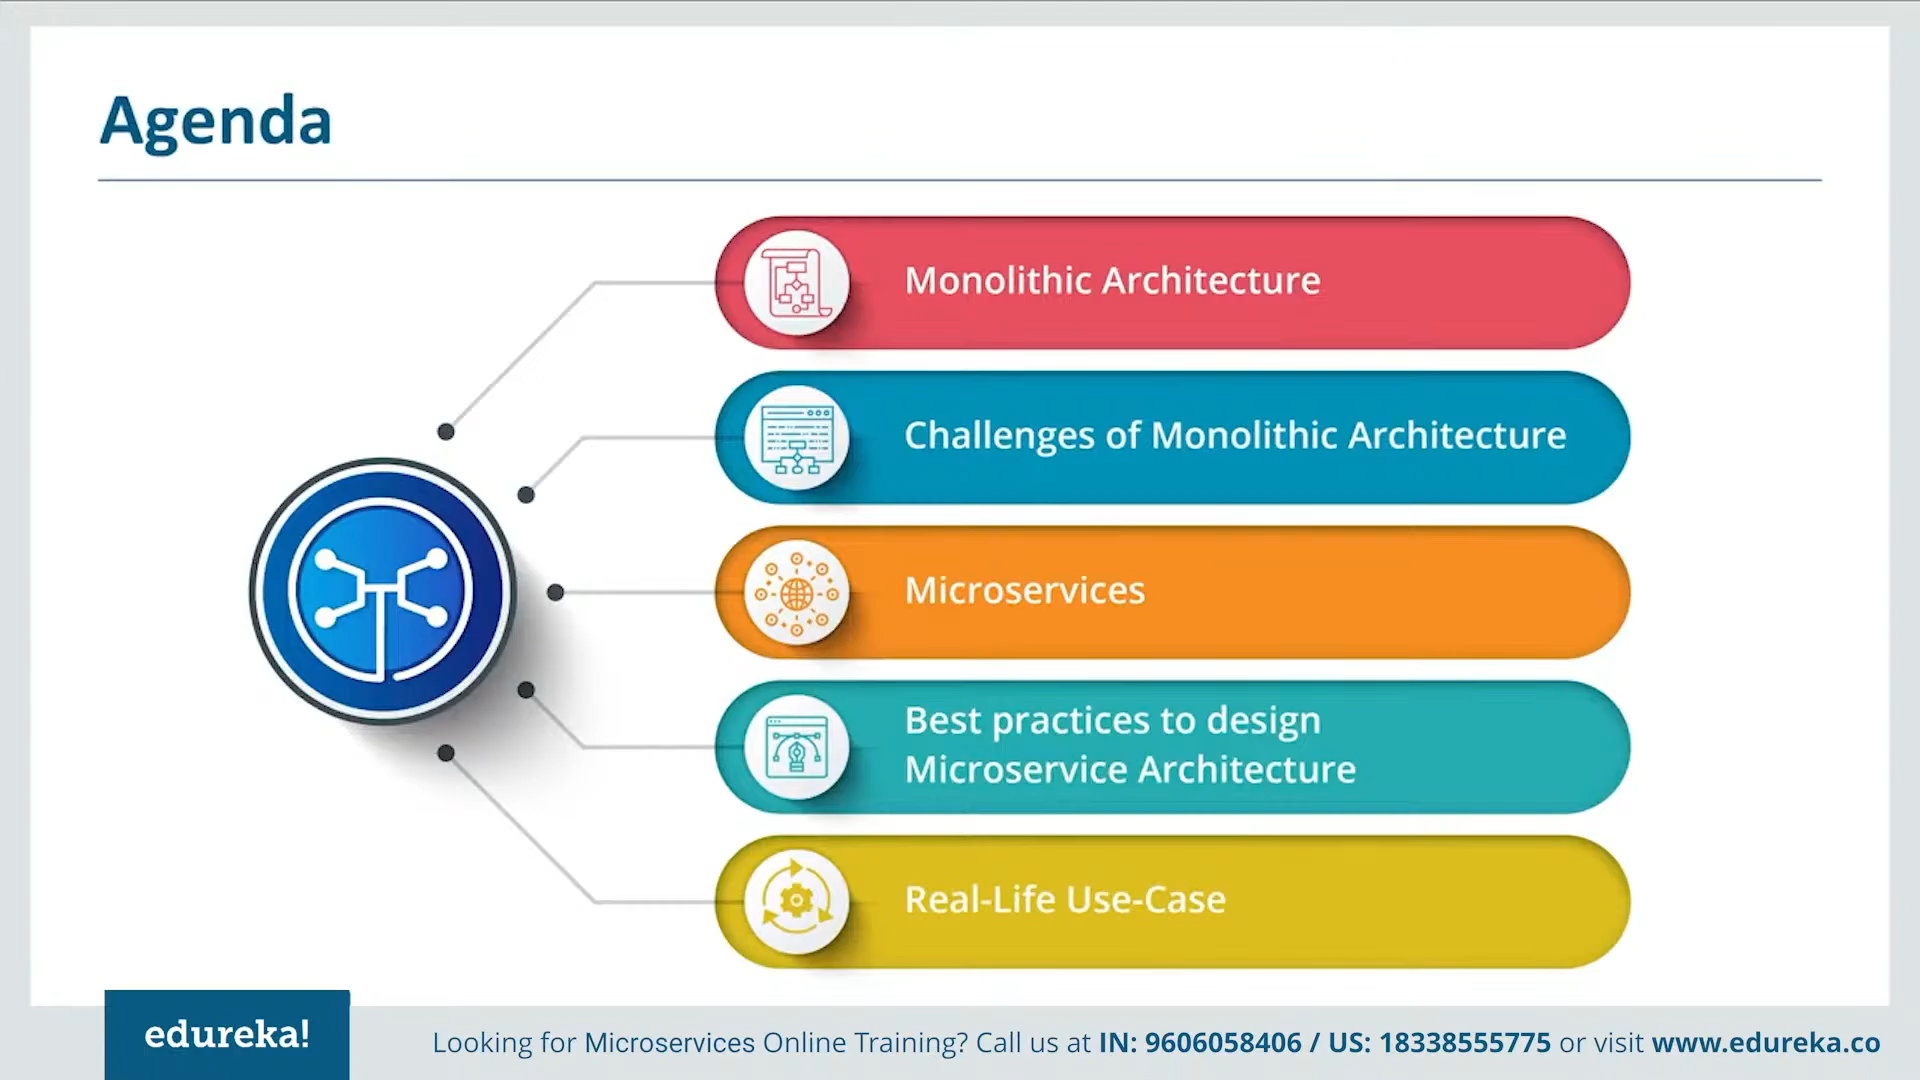 Agenda
Monolithic Architecture
Challenges of Monolithic Architecture
Microservices
Best practices to design
Microservice Architecture
Real-Life Use-Case
edureka!
Looking for Microservices Online Training? Call us at IN: 9606058406 / US: 18338555775 or visit www.edureka.co